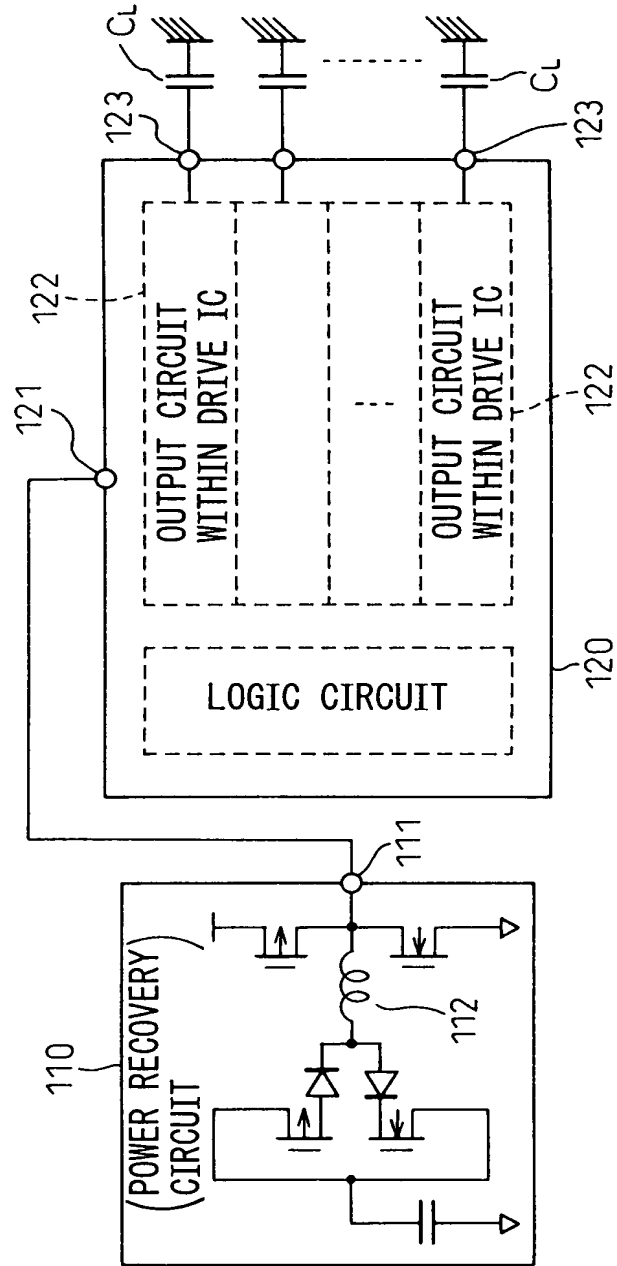 110
(POWER RECOVERY
CIRCUIT)
112
111
121
122
123
CL
LOGIC CIRCUIT
OUTPUT CIRCUIT
WITHIN DRIVE IC
OUTPUT CIRCUIT
WITHIN DRIVE IC
120
122
123
CL